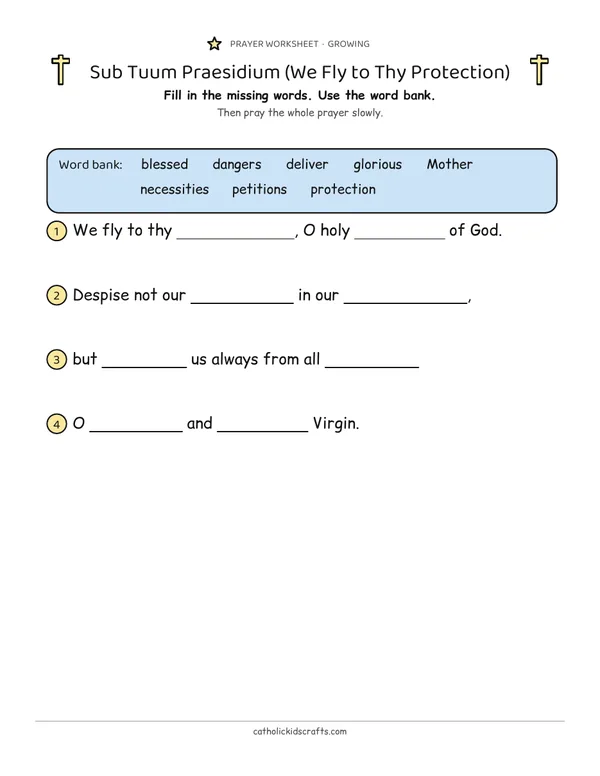 PRAYER WORKSHEET · GROWING
Sub Tuum Praesidium (We Fly to Thy Protection)
Fill in the missing words. Use the word bank.
Then pray the whole prayer slowly.
Word bank: blessed dangers deliver glorious Mother
necessities petitions protection
1 We fly to thy ____________, O holy __________ of God.
2 Despise not our ___________ in our _____________,
3 but _________ us always from all __________
4 O __________ and __________ Virgin.
catholickidscrafts.com